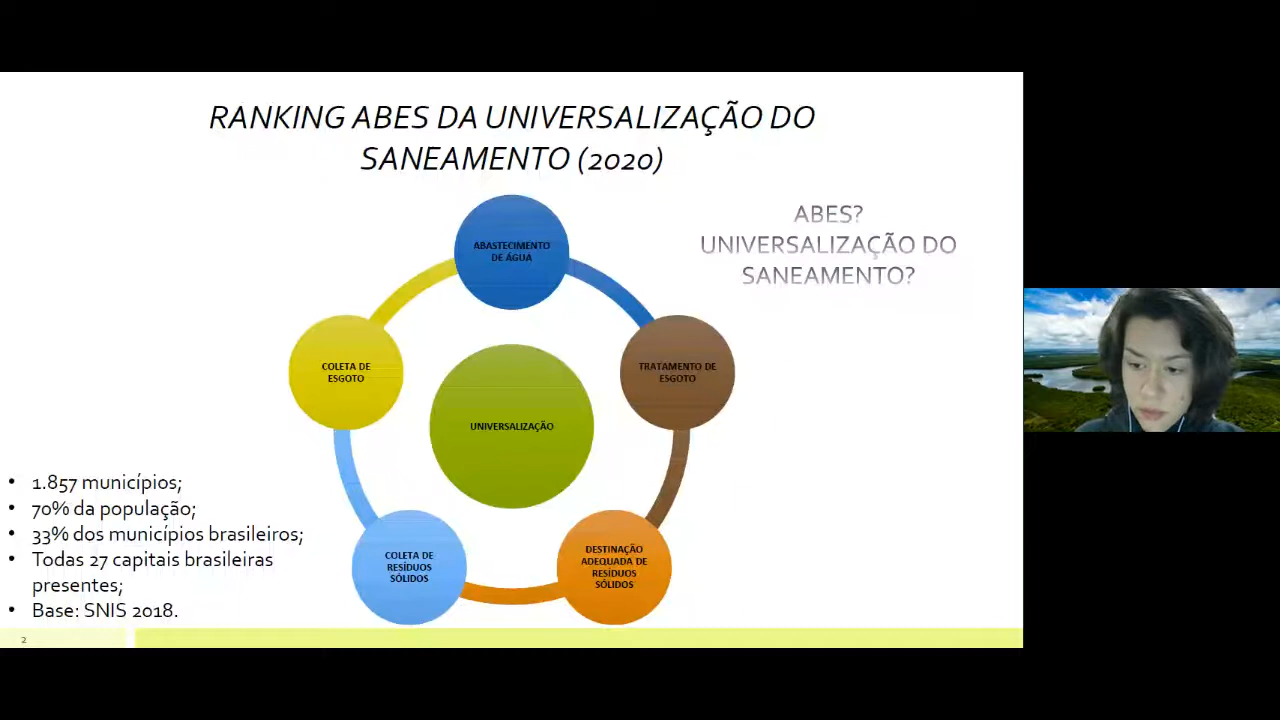 RANKING ABES DA UNIVERSALIZAÇÃO DO
SANEAMENTO (2020)
ABES?
UNIVERSALIZAÇÃO DO
SANEAMENTO?
ABASTECIMENTO
DE ÁGUA
COLETA DE
ESGOTO
TRATAMENTO DE
ESGOTO
UNIVERSALIZAÇÃO
COLETA DE
RESÍDUOS
SÓLIDOS
DESTINAÇÃO
ADEQUADA DE
RESÍDUOS
SÓLIDOS
• 1.857 municípios;
• 70% da população;
• 33% dos municípios brasileiros;
• Todas 27 capitais brasileiras
presentes;
• Base: SNIS 2018.
2